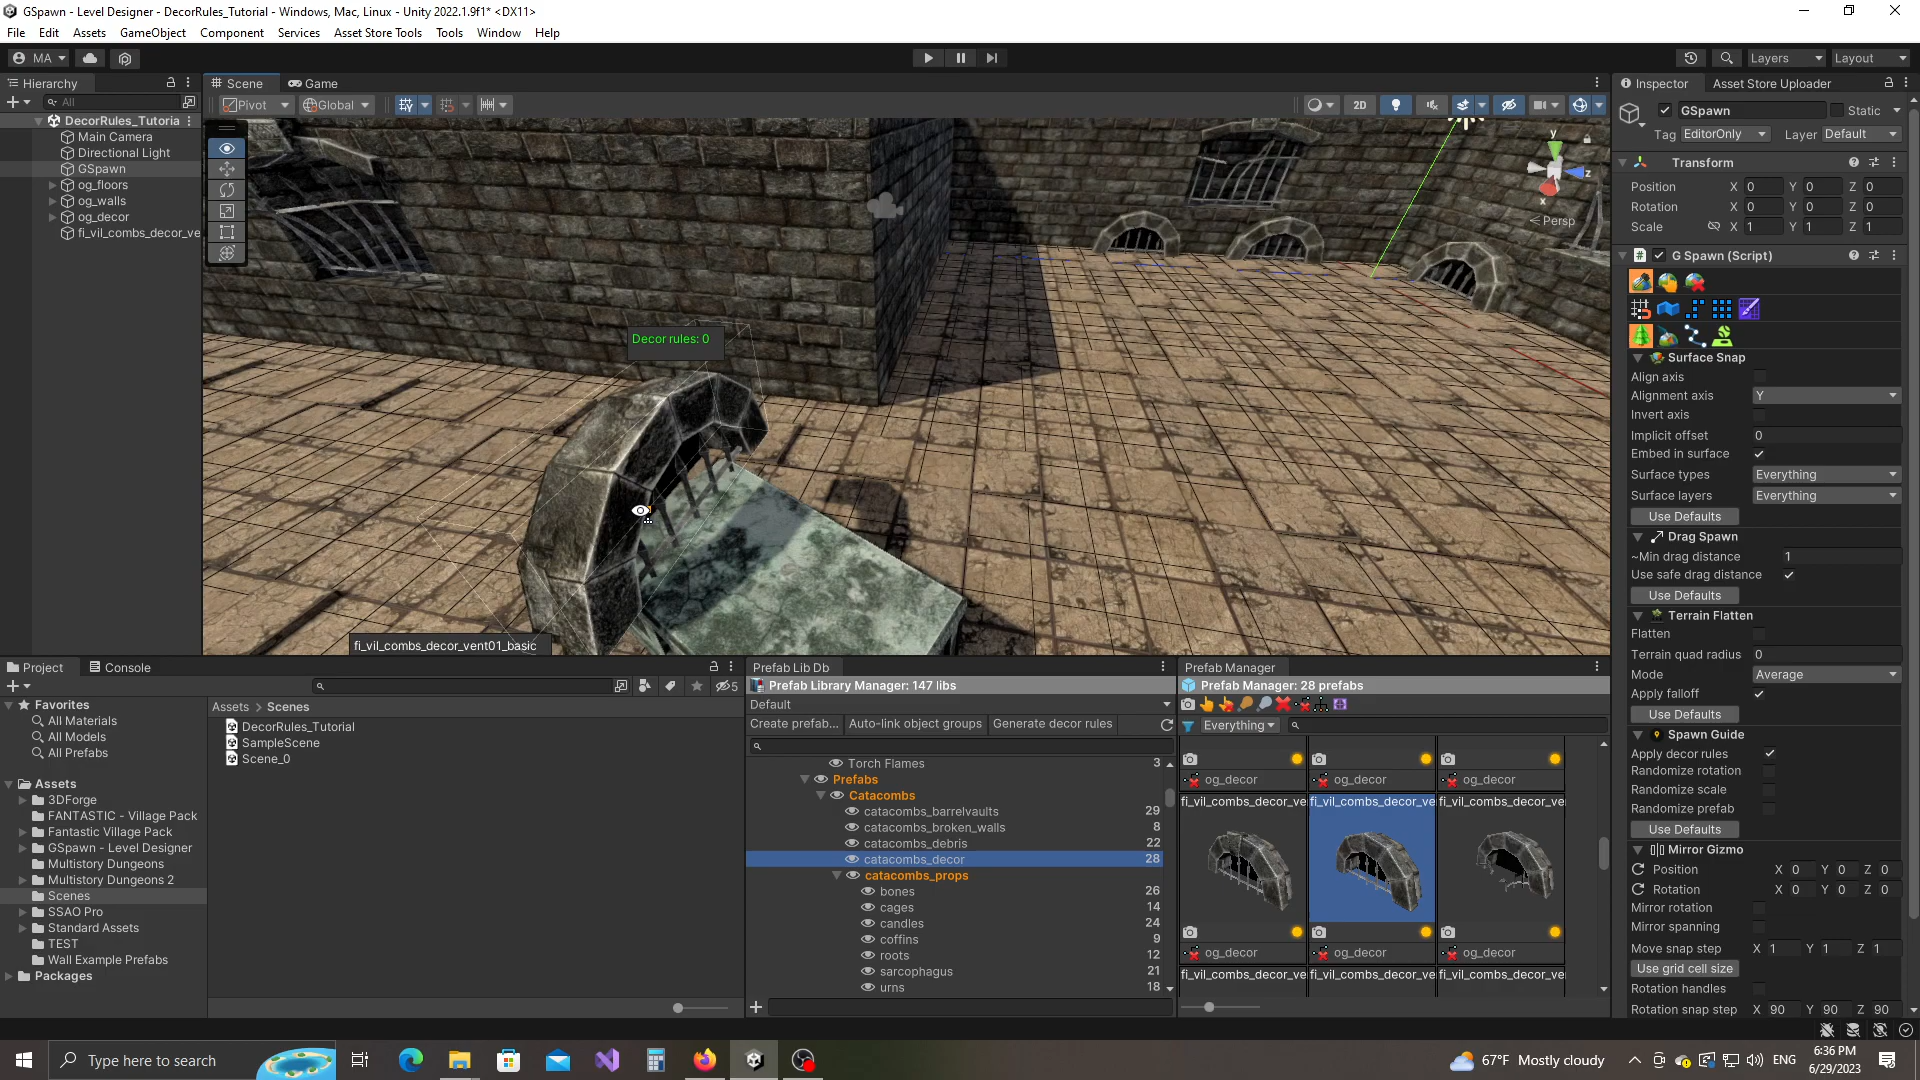 GSpawn - Level Designer - DecorRules_Tutorial - Windows, Mac, Linux - Unity 2022.1.9f1* <DX11>
File Edit Assets GameObject Component Services Asset Store Tools Tools Window Help
MA
Layers
Layout
Hierarchy
All
DecorRules_Tutoria
Main Camera
Directional Light
GSpawn
og_floors
og_walls
og_decor
fi_vil_combs_decor_ve
Scene
Game
Pivot
Global
2D
y
z
x
Persp
Decor rules: 0
fi_vil_combs_decor_vent01_basic
Inspector
Asset Store Uploader
GSpawn
Static
Tag EditorOnly Layer Default
Transform
Position X 0 Y 0 Z 0
Rotation X 0 Y 0 Z 0
Scale X 1 Y 1 Z 1
G Spawn (Script)
Surface Snap
Align axis
Alignment axis Y
Invert axis
Implicit offset 0
Embed in surface
Surface types Everything
Surface layers Everything
Use Defaults
Drag Spawn
~Min drag distance 1
Use safe drag distance
Use Defaults
Terrain Flatten
Flatten
Terrain quad radius 0
Mode Average
Apply falloff
Use Defaults
Spawn Guide
Apply decor rules
Randomize rotation
Randomize scale
Randomize prefab
Use Defaults
Mirror Gizmo
Position X 0 Y 0 Z 0
Rotation X 0 Y 0 Z 0
Mirror rotation
Mirror spanning
Move snap step X 1 Y 1 Z 1
Use grid cell size
Rotation handles
Rotation snap step X 90 Y 90 Z 90
Project
Console
5
Favorites
All Materials
All Models
All Prefabs
Assets
3DForge
FANTASTIC - Village Pack
Fantastic Village Pack
GSpawn - Level Designer
Multistory Dungeons
Multistory Dungeons 2
Scenes
SSAO Pro
Standard Assets
TEST
Wall Example Prefabs
Packages
Assets > Scenes
DecorRules_Tutorial
SampleScene
Scene_0
Prefab Lib Db
Prefab Library Manager: 147 libs
Default
Create prefab... Auto-link object groups Generate decor rules
Torch Flames 3
Prefabs
Catacombs
catacombs_barrelvaults 29
catacombs_broken_walls 8
catacombs_debris 22
catacombs_decor 28
catacombs_props
bones 26
cages 14
candles 24
coffins 9
roots 12
sarcophagus 21
urns 18
Prefab Manager
Prefab Manager: 28 prefabs
Everything
og_decor og_decor og_decor
fi_vil_combs_decor_ve fi_vil_combs_decor_ve fi_vil_combs_decor_ve
og_decor og_decor og_decor
fi_vil_combs_decor_ve fi_vil_combs_decor_ve fi_vil_combs_decor_ve
Type here to search
67°F Mostly cloudy
ENG
6:36 PM
6/29/2023